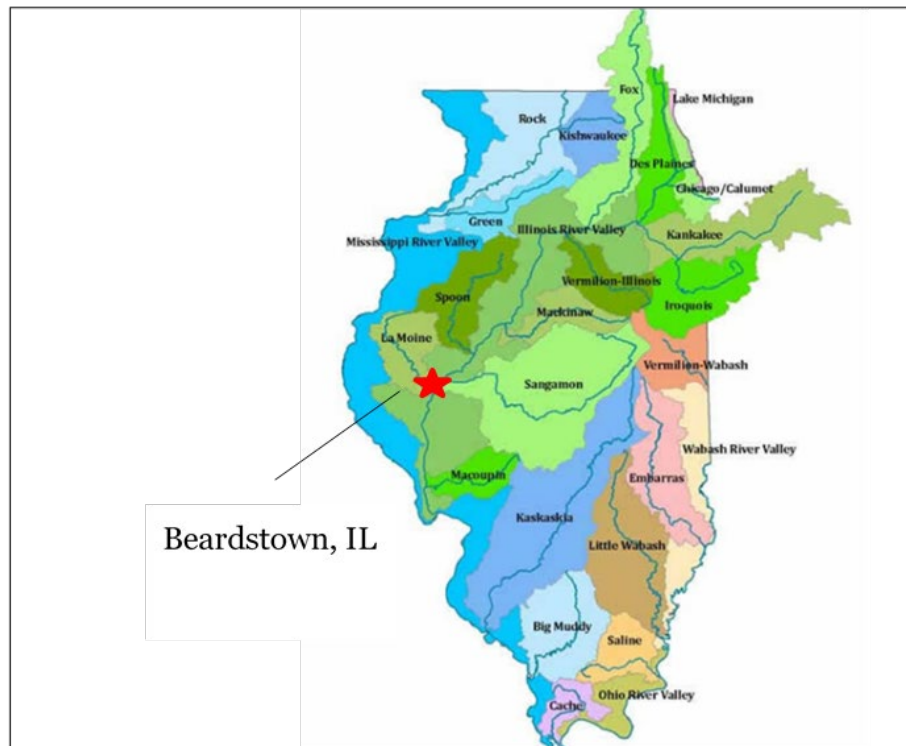 Fox
Lake Michigan
Rock
Kishwaukee
Des Plaines
Chicago/Calumet
Green
Illinois River Valley
Kankakee
Mississippi River Valley
Vermilion-Illinois
Spoon
Iroquois
Mackinaw
La Moine
Vermilion-Wabash
Sangamon
Wabash River Valley
Macoupin
Embarras
Kaskaskia
Beardstown, IL
Little Wabash
Big Muddy
Saline
Ohio River Valley
Cache